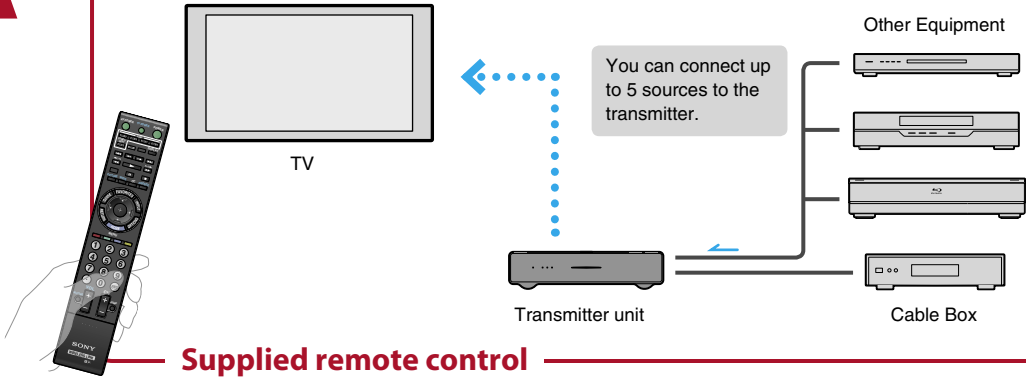 Other Equipment
You can connect up
to 5 sources to the
transmitter.
TV
Transmitter unit
Cable Box
SONY
Supplied remote control